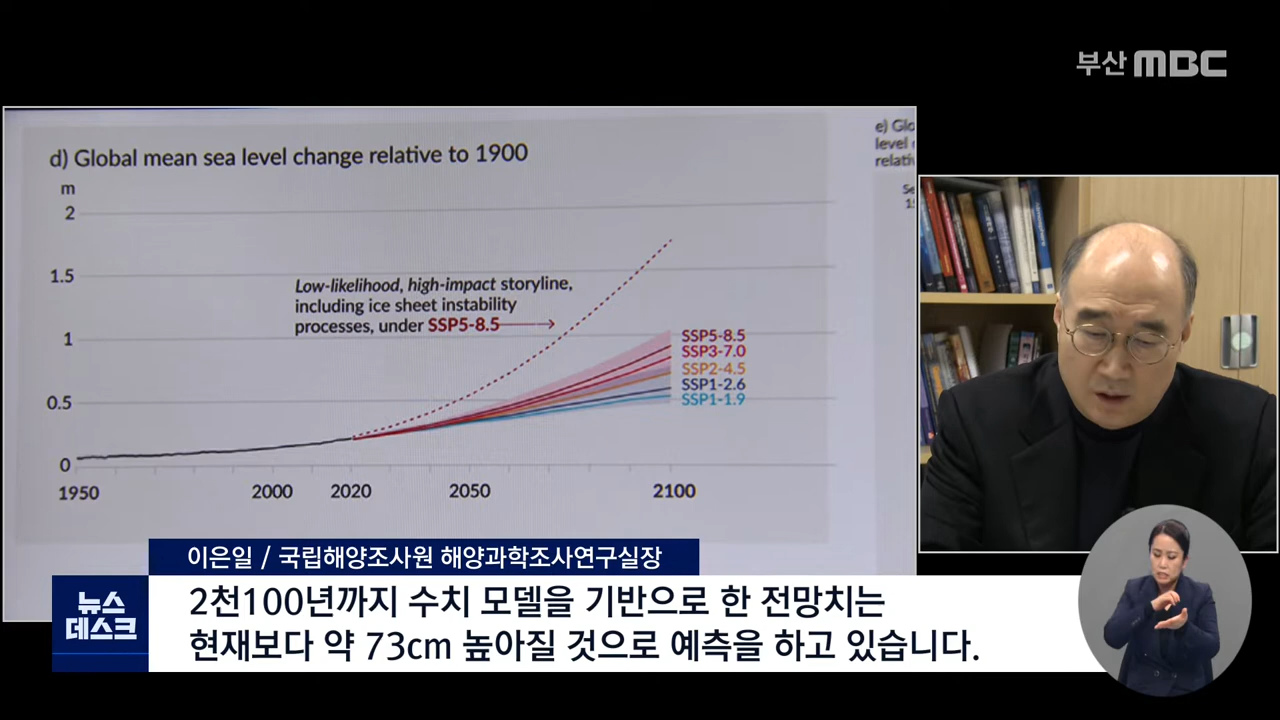 부산 MBC
d) Global mean sea level change relative to 1900
m
2
1.5
1
0.5
0
1950
2000
2020
2050
2100
Low-likelihood, high-impact storyline,
including ice sheet instability
processes, under SSP5-8.5
SSP5-8.5
SSP3-7.0
SSP2-4.5
SSP1-2.6
SSP1-1.9
e) Glo
level
relati
이은일 / 국립해양조사원 해양과학조사연구실장
뉴스
데스크
2천100년까지 수치 모델을 기반으로 한 전망치는
현재보다 약 73cm 높아질 것으로 예측을 하고 있습니다.